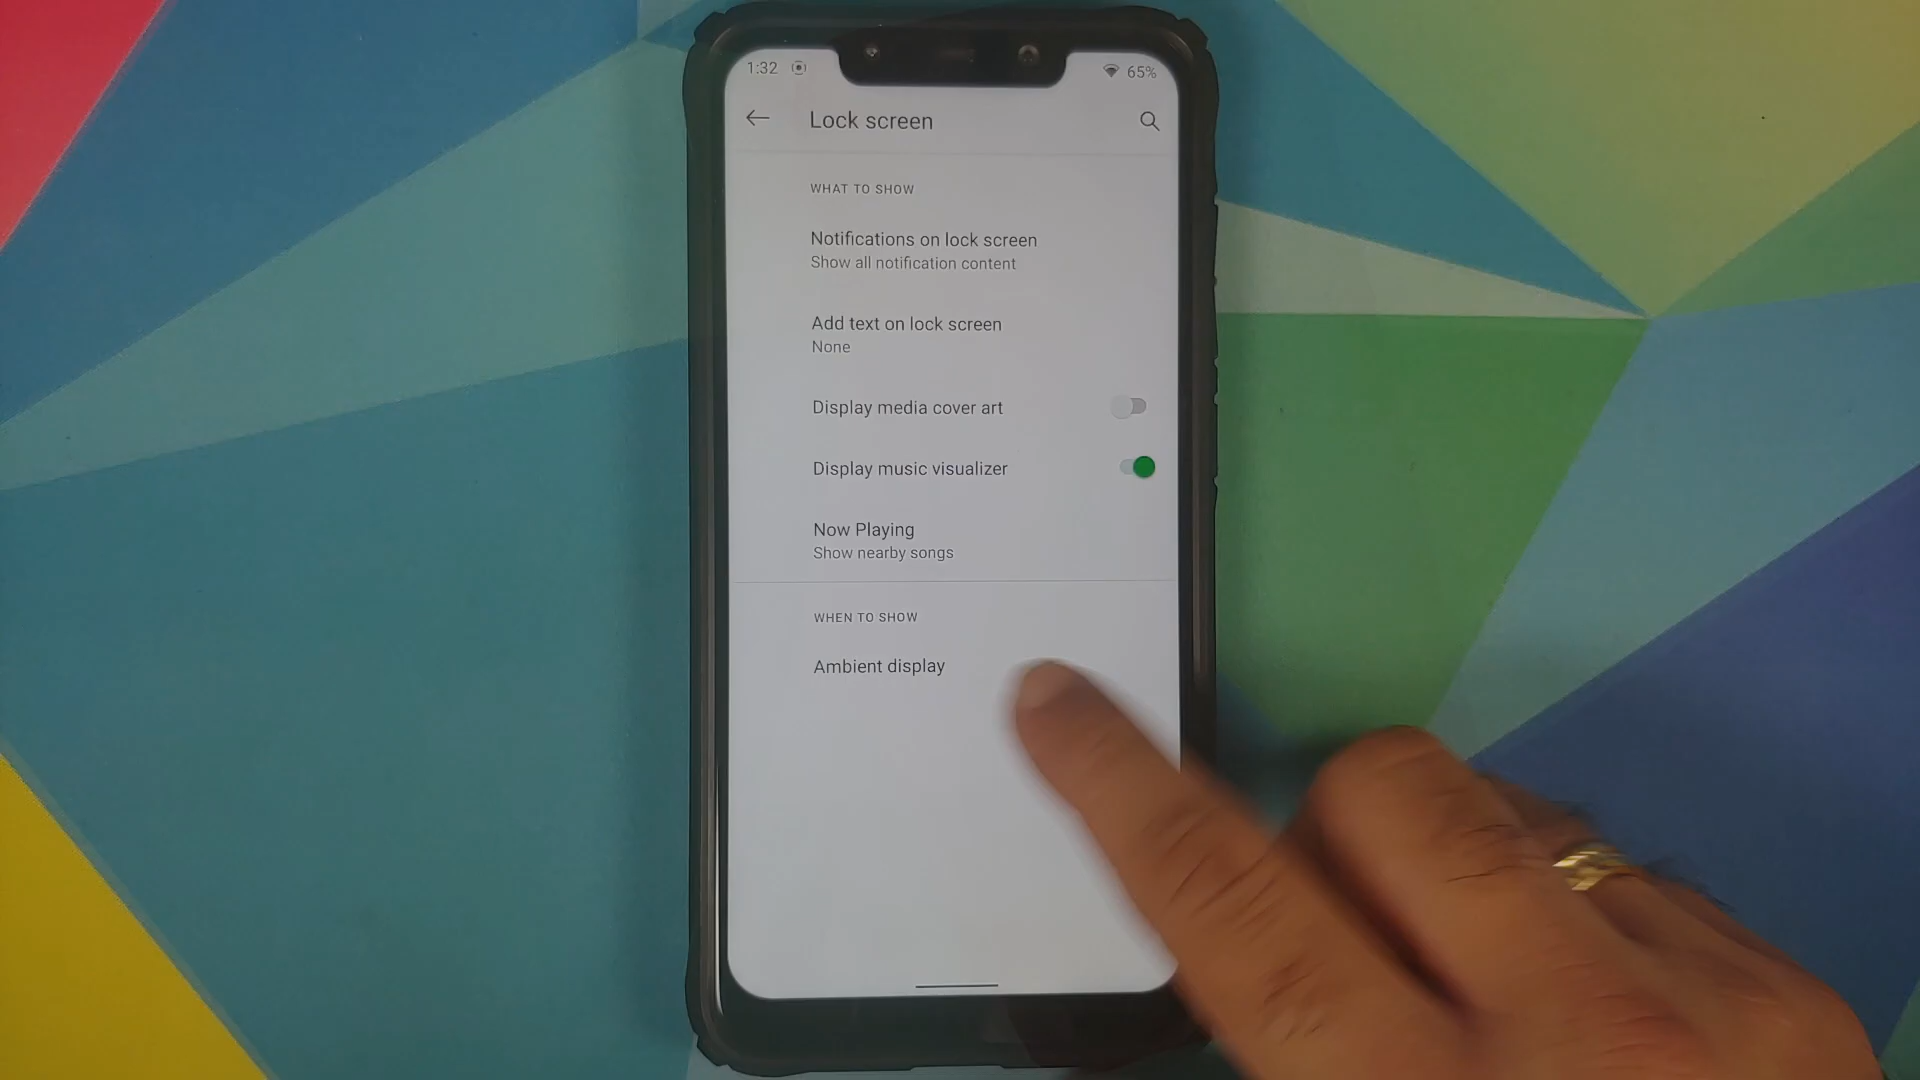 1:32
65%
Lock screen
WHAT TO SHOW
Notifications on lock screen
Show all notification content
Add text on lock screen
None
Display media cover art
Display music visualizer
Now Playing
Show nearby songs
WHEN TO SHOW
Ambient display